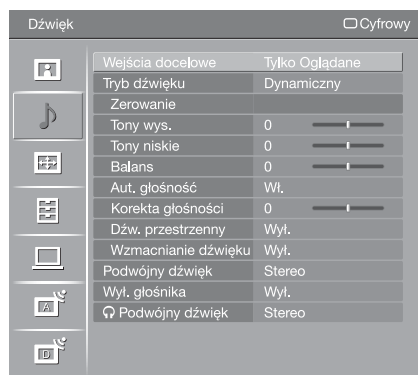 Dźwięk Cyfrowy
Wejścia docelowe Tylko Oglądane
Tryb dźwięku Dynamiczny
Zerowanie
Tony wys. 0
Tony niskie 0
Balans 0
Aut. głośność Wł.
Korekta głośności 0
Dźw. przestrzenny Wył.
Wzmacnianie dźwięku Wył.
Podwójny dźwięk Stereo
Wył. głośnika Wył.
Podwójny dźwięk Stereo
A
D